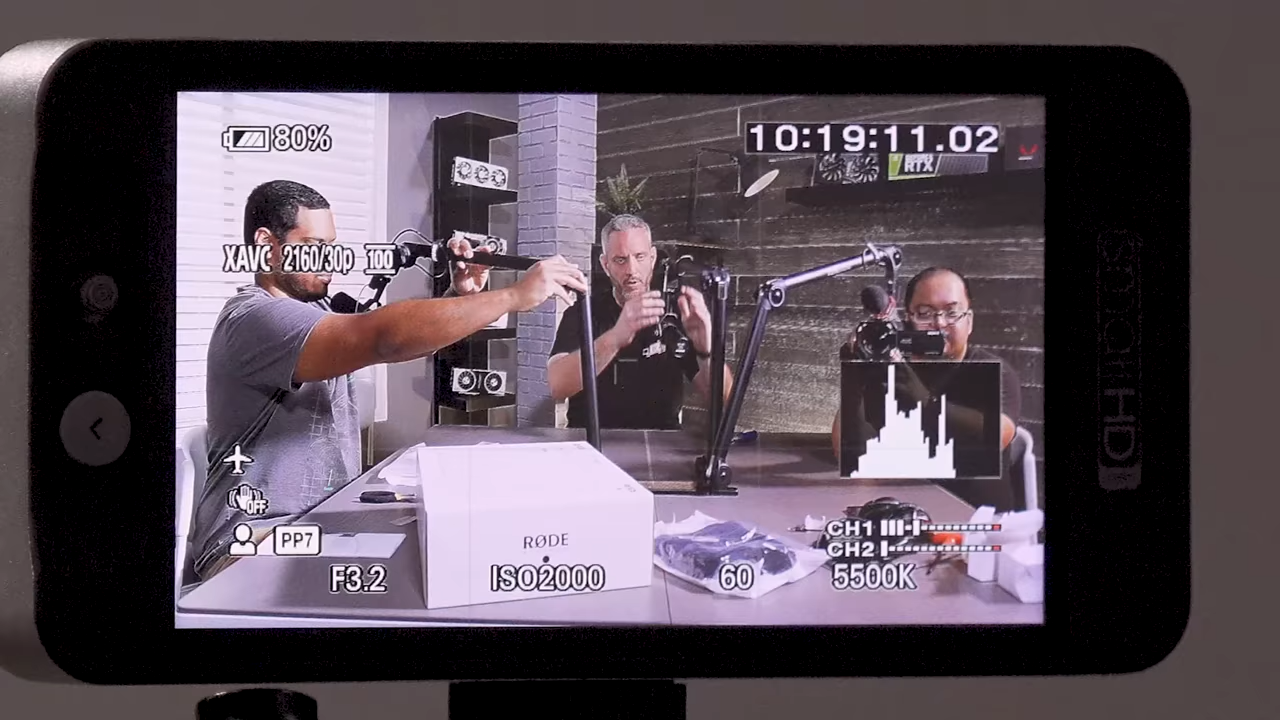 80%
10:19:11.02
RTX
XAVC 2160/30p 100
OFF
PP7
RØDE
CH1
CH2
F3.2 ISO2000 60 5500K
HD